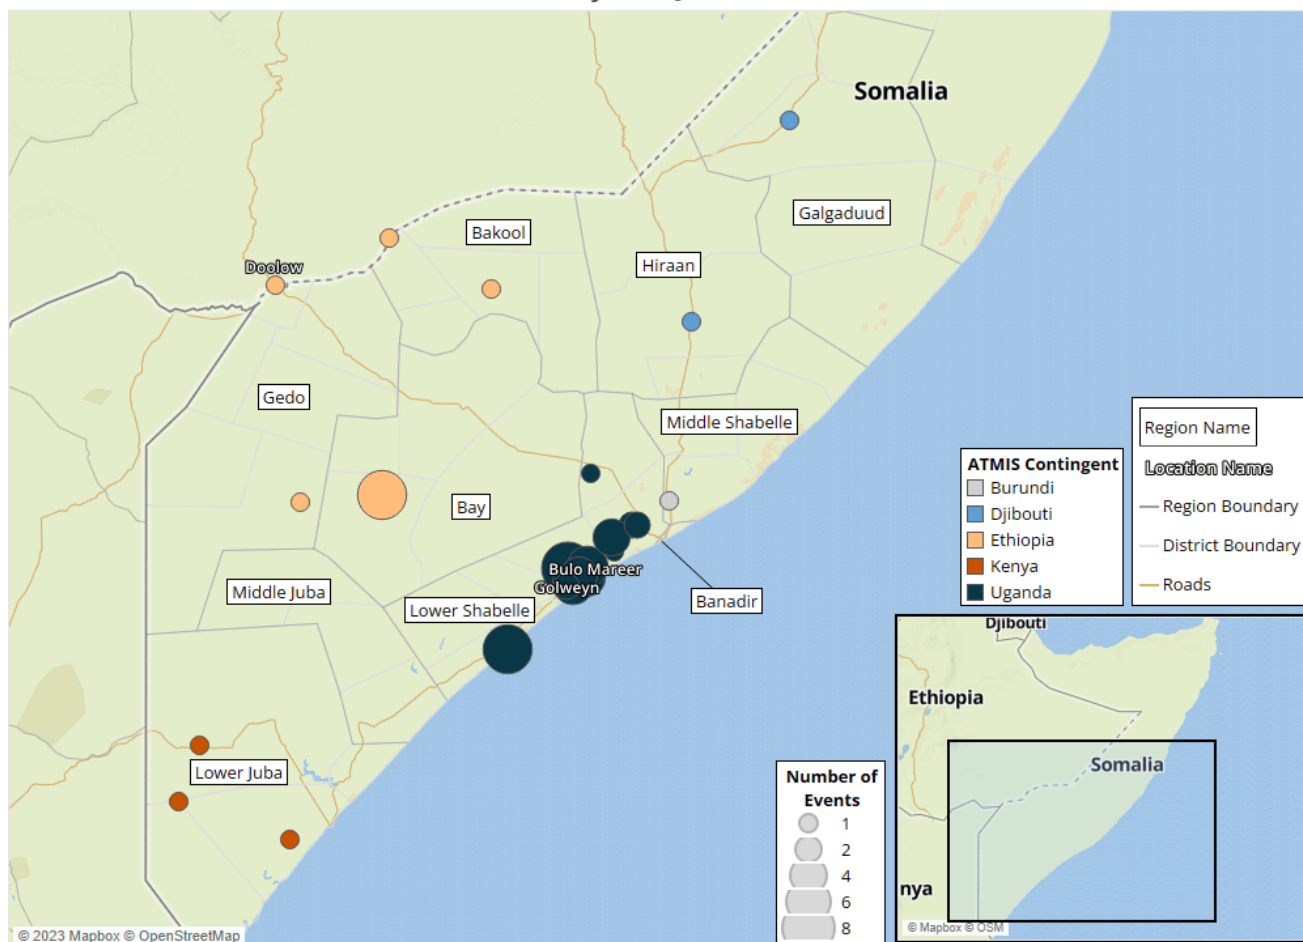 Somalia
Galgaduud
Bakool
Hiraan
Doolow
Gedo
Middle Shabelle
Bay
Bulo Mareer
Golweyn
Middle Juba
Lower Shabelle
Banadir
Lower Juba
ATMIS Contingent
Burundi
Djibouti
Ethiopia
Kenya
Uganda
Region Name
Location Name
Region Boundary
District Boundary
Roads
Number of
Events
1
2
4
6
8
Djibouti
Ethiopia
Somalia
nya
© Mapbox © OSM
© 2023 Mapbox © OpenStreetMap